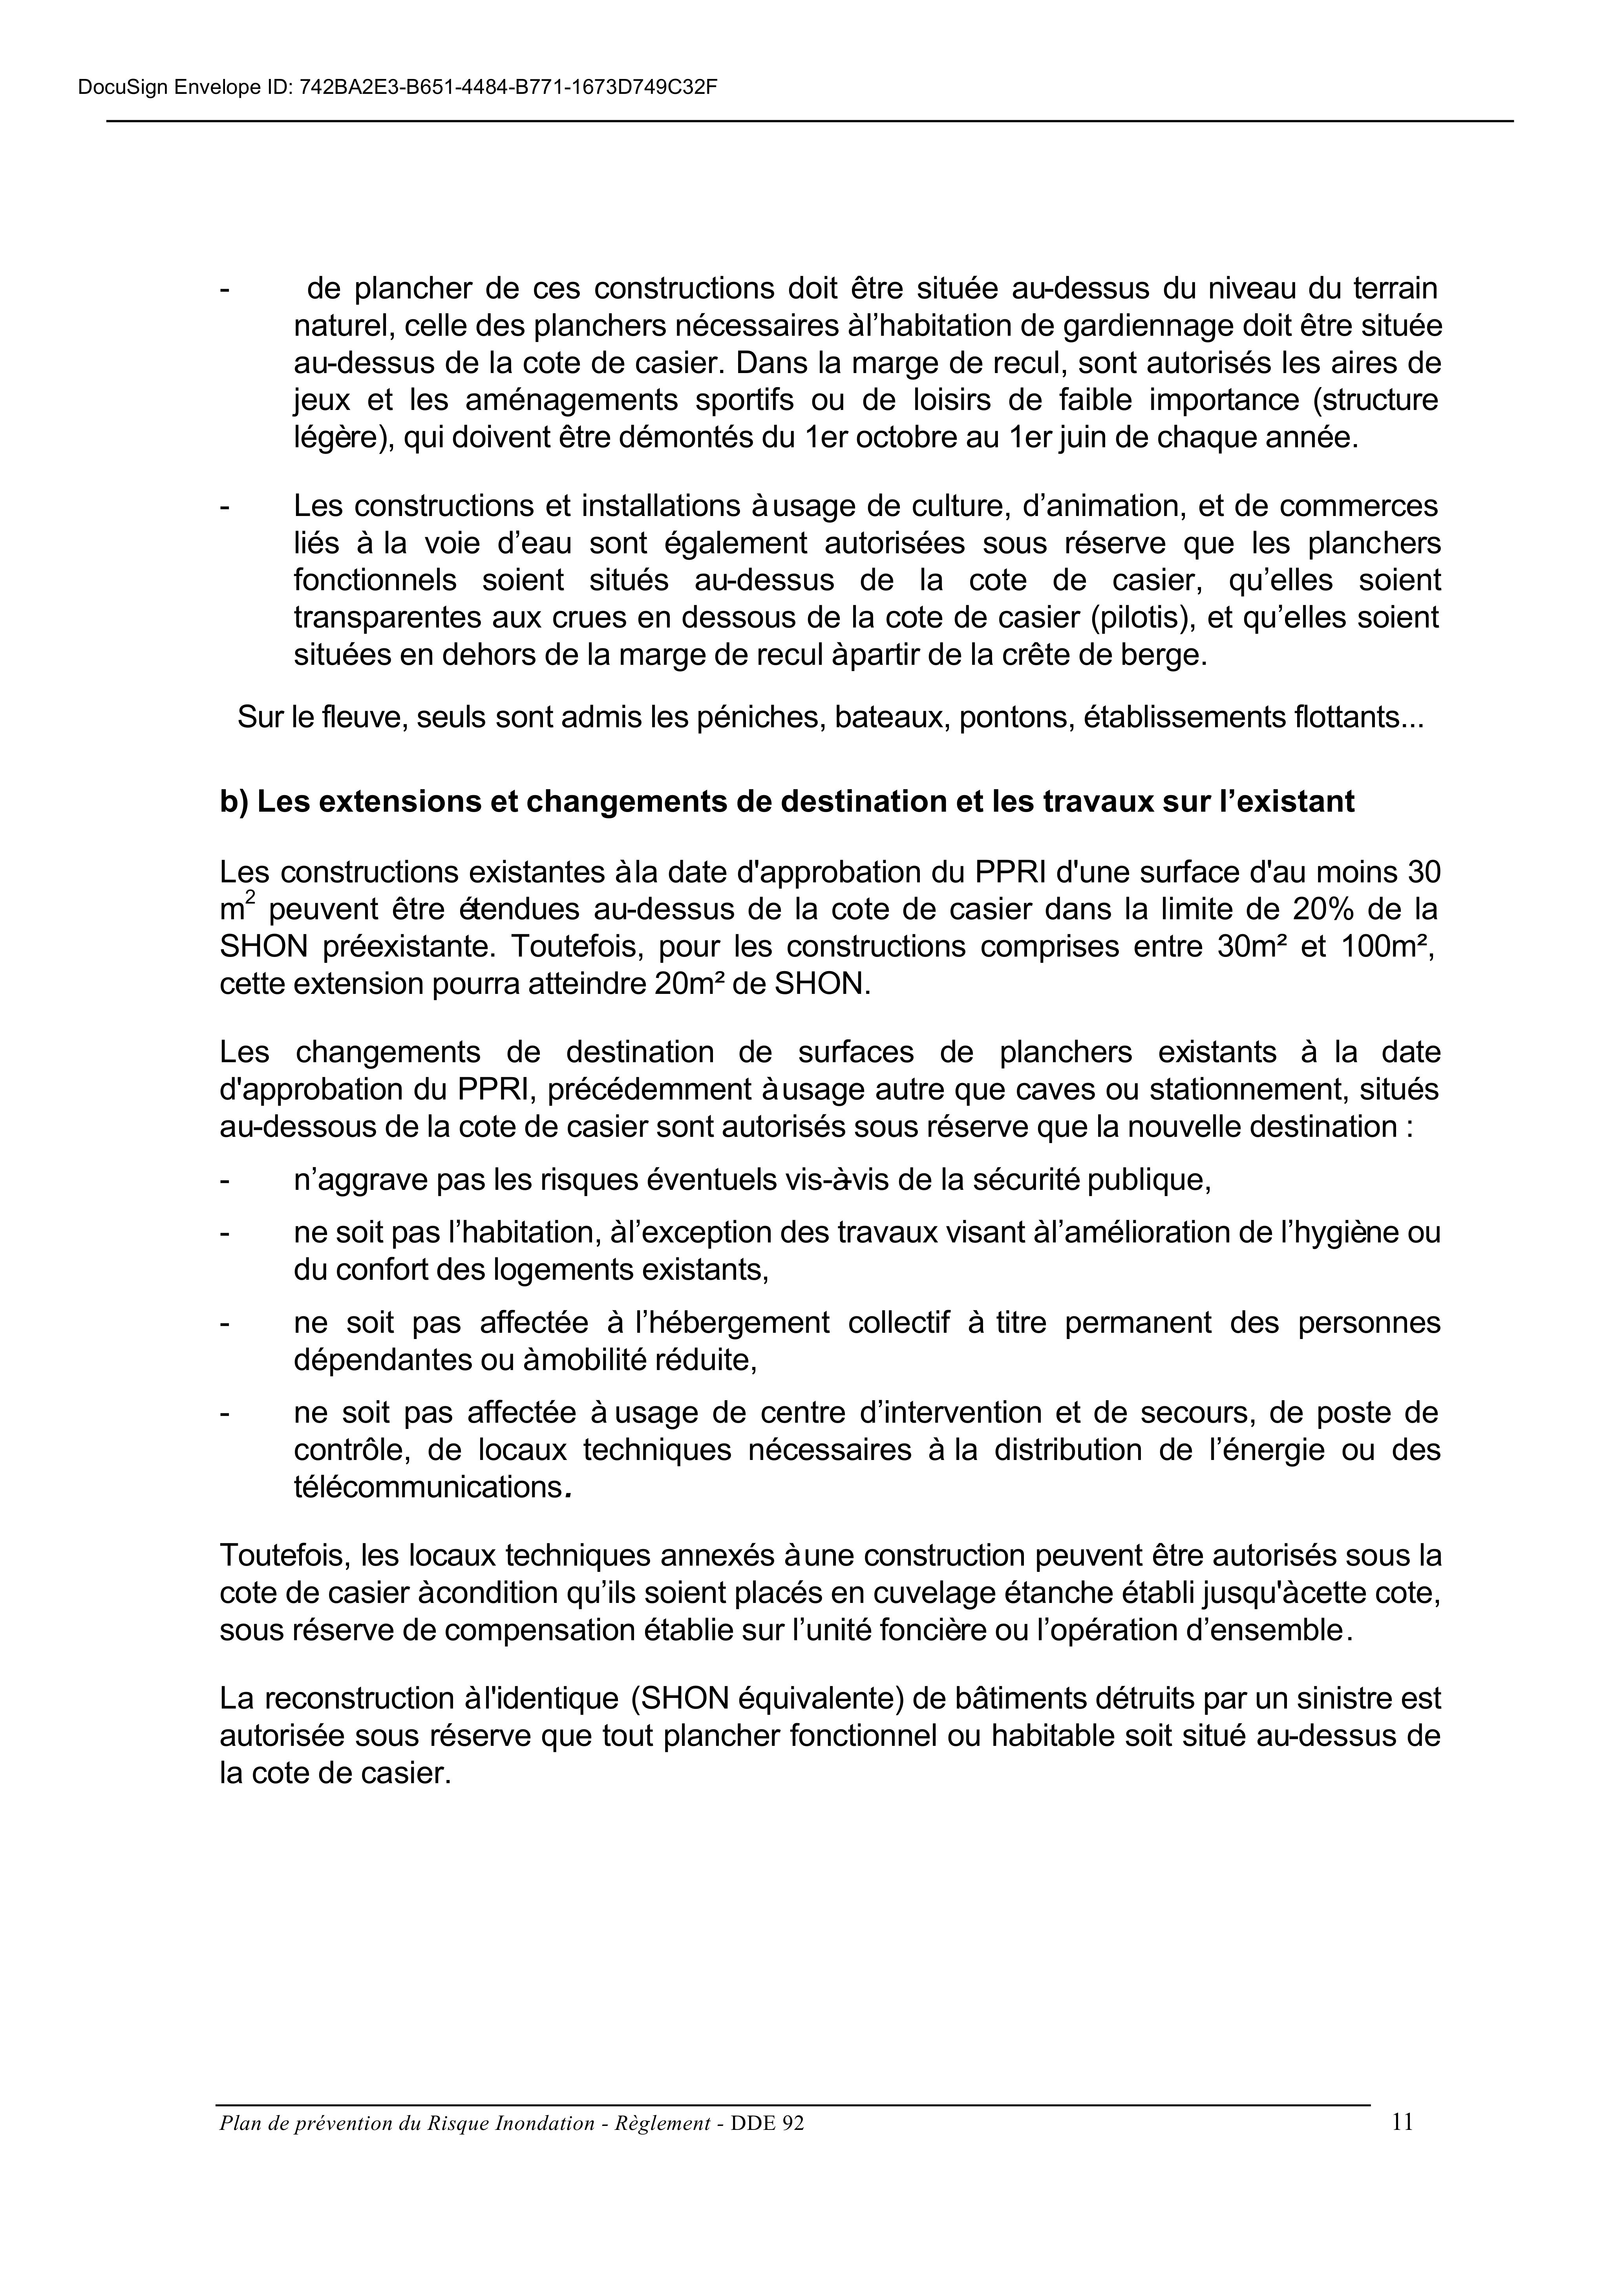 DocuSign Envelope ID: 742BA2E3-B651-4484-B771-1673D749C32F
- de plancher de ces constructions doit être située au-dessus du niveau du terrain
naturel, celle des planchers nécessaires à l’habitation de gardiennage doit être située
au-dessus de la cote de casier. Dans la marge de recul, sont autorisés les aires de
jeux et les aménagements sportifs ou de loisirs de faible importance (structure
légère), qui doivent être démontés du 1er octobre au 1er juin de chaque année.
- Les constructions et installations à usage de culture, d’animation, et de commerces
liés à la voie d’eau sont également autorisées sous réserve que les planchers
fonctionnels soient situés au-dessus de la cote de casier, qu’elles soient
transparentes aux crues en dessous de la cote de casier (pilotis), et qu’elles soient
situées en dehors de la marge de recul à partir de la crête de berge.
Sur le fleuve, seuls sont admis les péniches, bateaux, pontons, établissements flottants...
b) Les extensions et changements de destination et les travaux sur l’existant
Les constructions existantes à la date d'approbation du PPRI d'une surface d'au moins 30
m² peuvent être étendues au-dessus de la cote de casier dans la limite de 20% de la
SHON préexistante. Toutefois, pour les constructions comprises entre 30m² et 100m²,
cette extension pourra atteindre 20m² de SHON.
Les changements de destination de surfaces de planchers existants à la date
d'approbation du PPRI, précédemment à usage autre que caves ou stationnement, situés
au-dessous de la cote de casier sont autorisés sous réserve que la nouvelle destination :
- n’aggrave pas les risques éventuels vis-à-vis de la sécurité publique,
- ne soit pas l’habitation, à l’exception des travaux visant à l’amélioration de l’hygiène ou
du confort des logements existants,
- ne soit pas affectée à l’hébergement collectif à titre permanent des personnes
dépendantes ou à mobilité réduite,
- ne soit pas affectée à usage de centre d’intervention et de secours, de poste de
contrôle, de locaux techniques nécessaires à la distribution de l’énergie ou des
télécommunications.
Toutefois, les locaux techniques annexés à une construction peuvent être autorisés sous la
cote de casier à condition qu’ils soient placés en cuvelage étanche établi jusqu'à cette cote,
sous réserve de compensation établie sur l’unité foncière ou l’opération d’ensemble.
La reconstruction à l'identique (SHON équivalente) de bâtiments détruits par un sinistre est
autorisée sous réserve que tout plancher fonctionnel ou habitable soit situé au-dessus de
la cote de casier.
Plan de prévention du Risque Inondation - Règlement - DDE 92 11